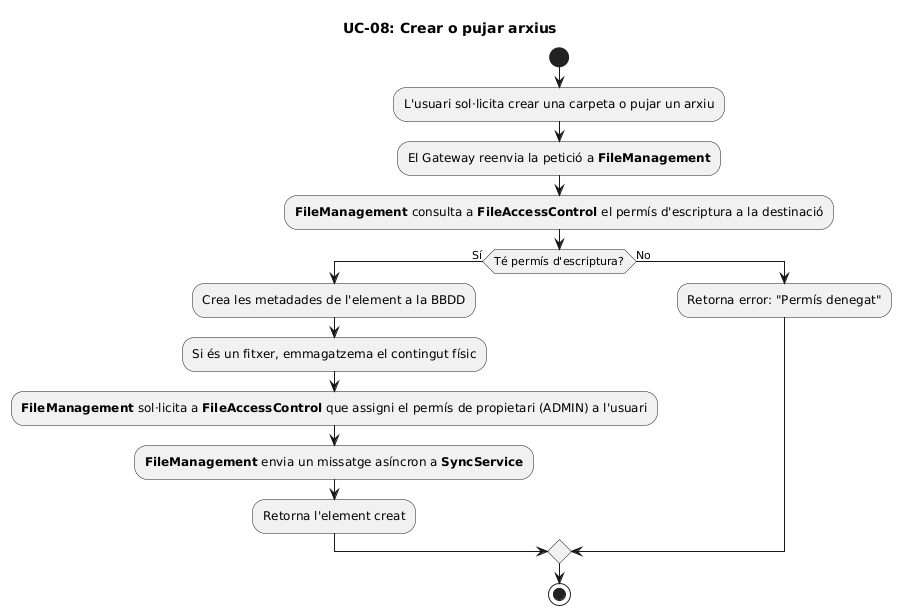 UC-08: Crear o pujar arxius
L'usuari sol·licita crear una carpeta o pujar un arxiu
El Gateway reenvia la petició a FileManagement
FileManagement consulta a FileAccessControl el permís d'escriptura a la destinació
Té permís d'escriptura?
Sí
No
Crea les metadades de l'element a la BBDD
Retorna error: "Permís denegat"
Si és un fitxer, emmagatzema el contingut físic
FileManagement sol·licita a FileAccessControl que assigni el permís de propietari (ADMIN) a l'usuari
FileManagement envia un missatge asíncron a SyncService
Retorna l'element creat